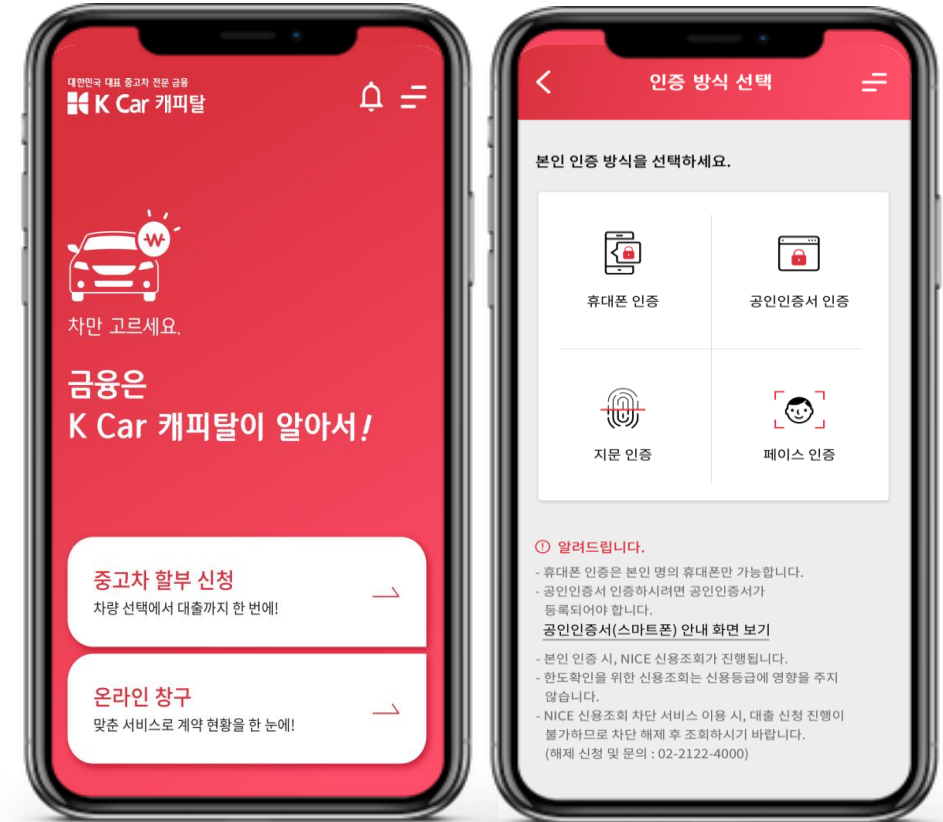 대한민국 대표 중고차 전문 금융
K Car 캐피탈
₩
차만 고르세요.
금융은
K Car 캐피탈이 알아서!
중고차 할부 신청
차량 선택에서 대출까지 한 번에!
온라인 창구
맞춘 서비스로 계약 현황을 한 눈에!
인증 방식 선택
본인 인증 방식을 선택하세요.
휴대폰 인증
공인인증서 인증
지문 인증
페이스 인증
알려드립니다.
- 휴대폰 인증은 본인 명의 휴대폰만 가능합니다.
- 공인인증서 인증하시려면 공인인증서가
등록되어야 합니다.
공인인증서(스마트폰) 안내 화면 보기
- 본인 인증 시, NICE 신용조회가 진행됩니다.
- 한도확인을 위한 신용조회는 신용등급에 영향을 주지
않습니다.
- NICE 신용조회 차단 서비스 이용 시, 대출 신청 진행이
불가하므로 차단 해제 후 조회하시기 바랍니다.
(해제 신청 및 문의 : 02-2122-4000)